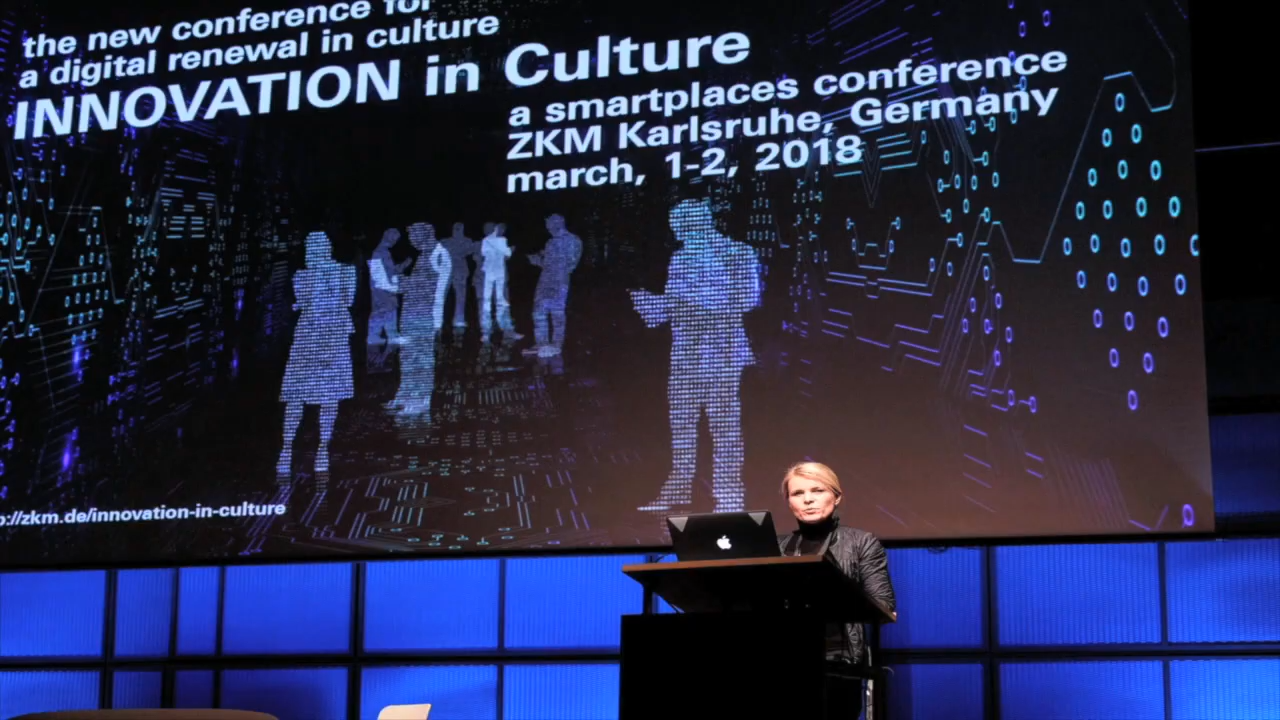 the new conference for
a digital renewal in culture
INNOVATION in Culture
a smartplaces conference
ZKM Karlsruhe, Germany
march, 1-2, 2018
p://zkm.de/innovation-in-culture